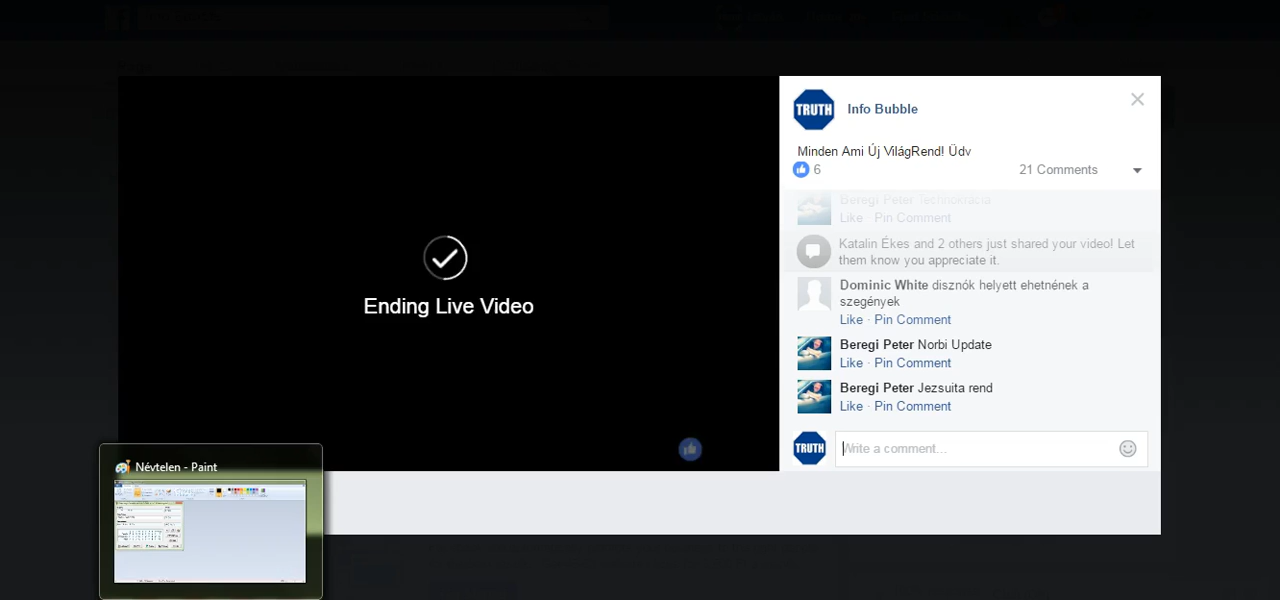 TRUTH
Info Bubble
Minden Ami Új VilágRend! Üdv
6
21 Comments
Beregi Peter Technokrácia
Like · Pin Comment
Katalin Ékes and 2 others just shared your video! Let
them know you appreciate it.
Dominic White disznók helyett ehetnének a
szegények
Like · Pin Comment
Beregi Peter Norbi Update
Like · Pin Comment
Beregi Peter Jezsuita rend
Like · Pin Comment
TRUTH
Write a comment...
Ending Live Video
Névtelen - Paint